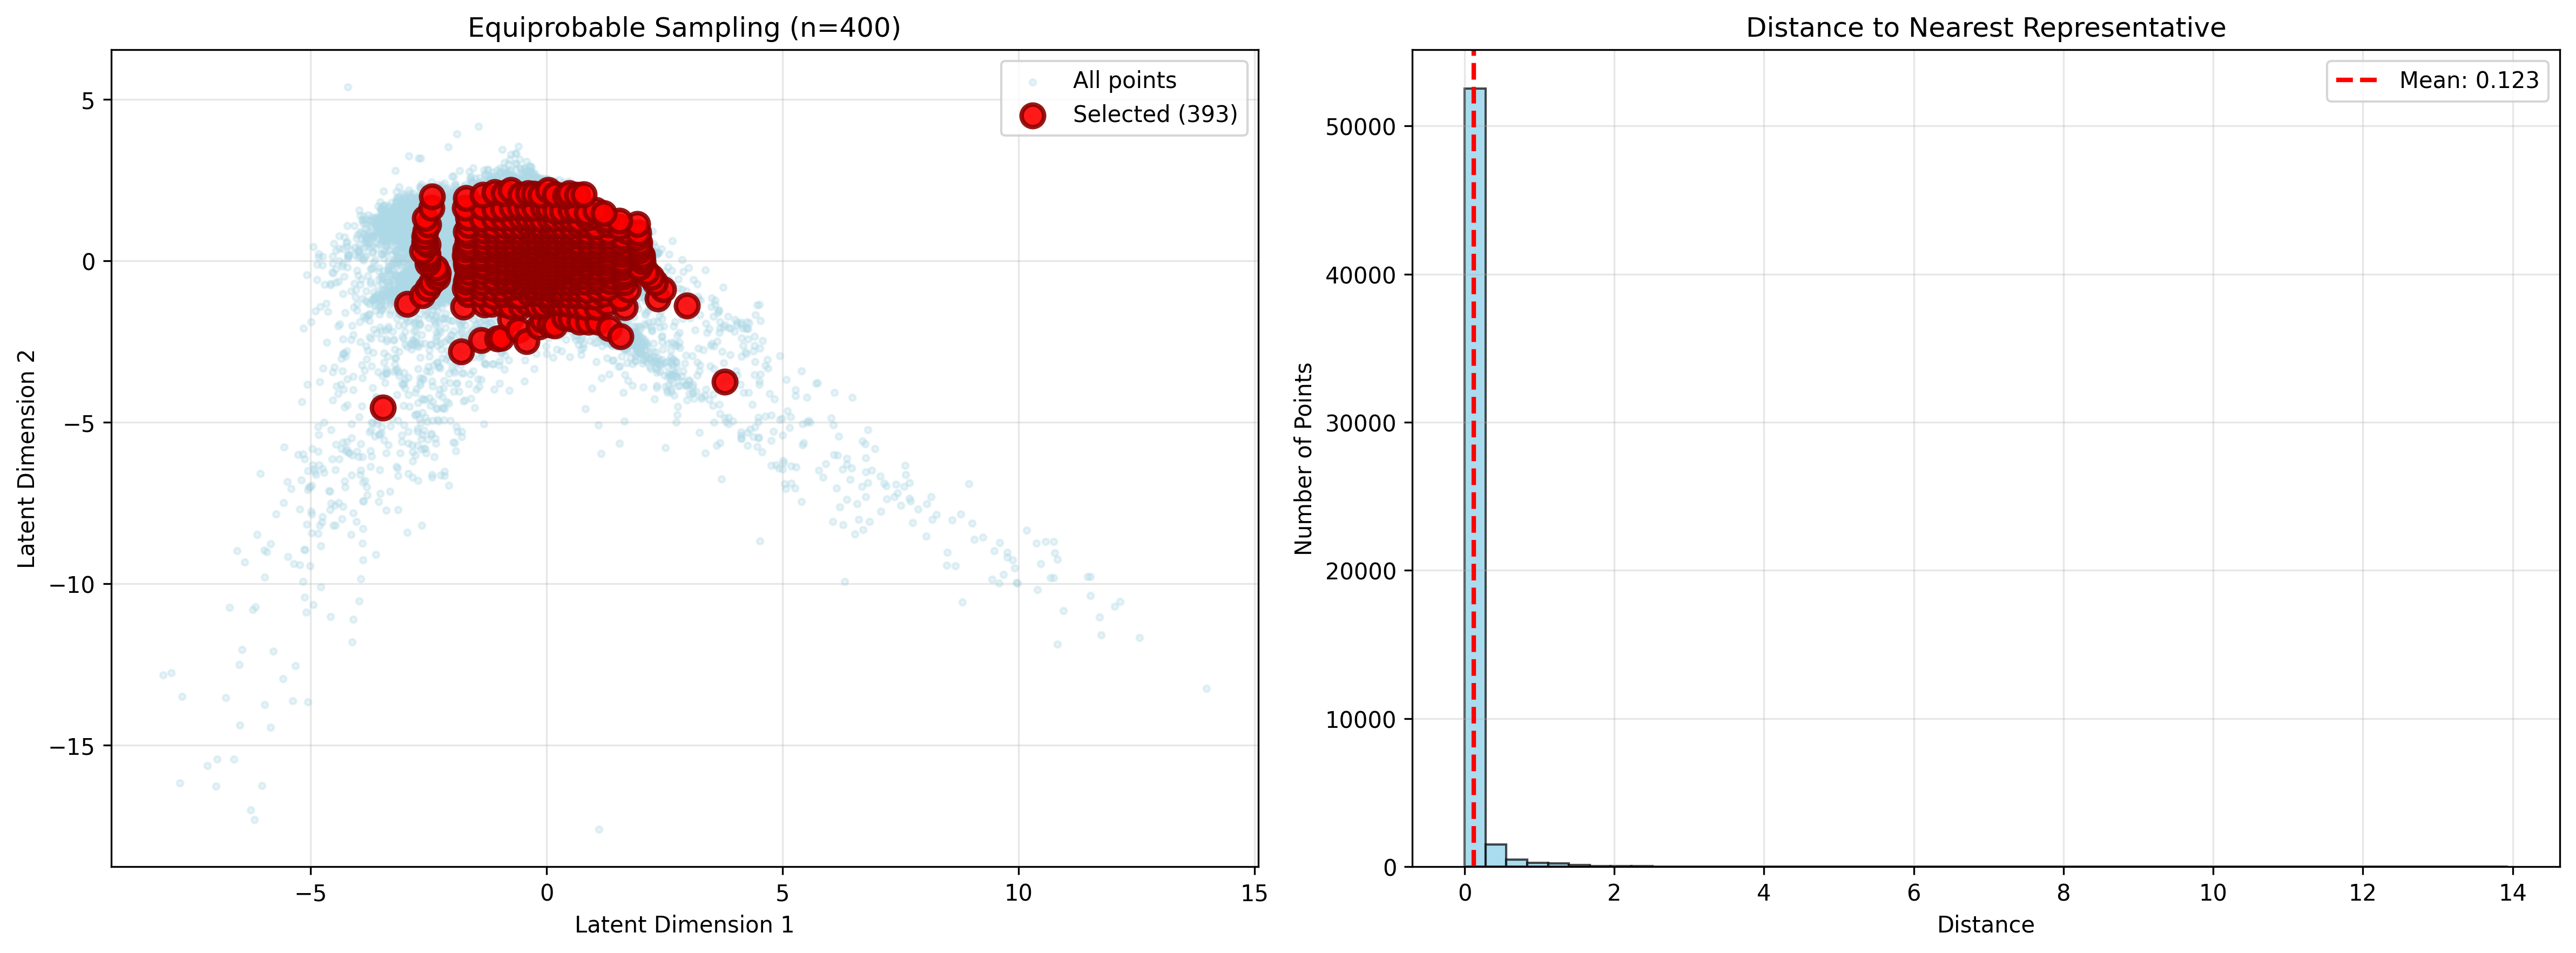 Equiprobable Sampling (n=400)
All points
Selected (393)
5
0
−5
−10
−15
Latent Dimension 2
−5
0
5
10
15
Latent Dimension 1
Distance to Nearest Representative
Mean: 0.123
50000
40000
30000
20000
10000
0
Number of Points
0
2
4
6
8
10
12
14
Distance